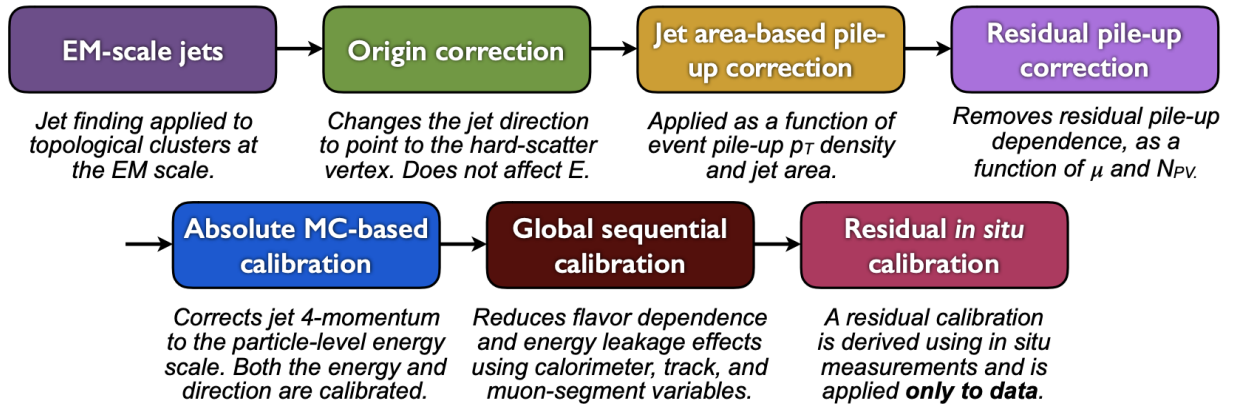 EM-scale jets
Jet finding applied to
topological clusters at
the EM scale.
Origin correction
Changes the jet direction
to point to the hard-scatter
vertex. Does not affect E.
Jet area-based pile-
up correction
Applied as a function of
event pile-up pT density
and jet area.
Residual pile-up
correction
Removes residual pile-up
dependence, as a
function of μ and NPV.
Absolute MC-based
calibration
Corrects jet 4-momentum
to the particle-level energy
scale. Both the energy and
direction are calibrated.
Global sequential
calibration
Reduces flavor dependence
and energy leakage effects
using calorimeter, track, and
muon-segment variables.
Residual in situ
calibration
A residual calibration
is derived using in situ
measurements and is
applied only to data.